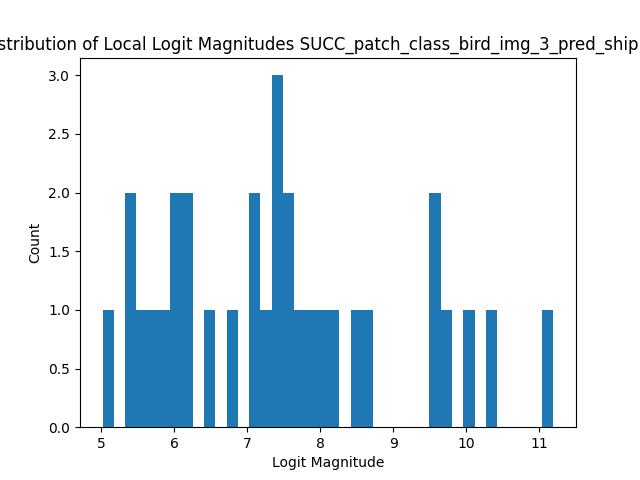 stribution of Local Logit Magnitudes SUCC_patch_class_bird_img_3_pred_ship
3.0
2.5
2.0
1.5
1.0
0.5
0.0
Count
5 6 7 8 9 10 11
Logit Magnitude